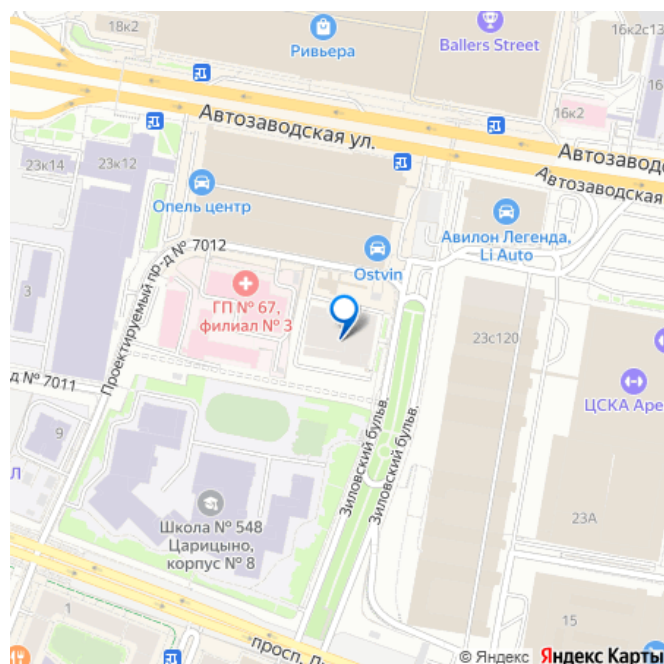 18к2
Ривьера
Ballers Street
16к2с13
16к2
Автозаводская ул.
Автозаводс
Автозаводская
23к14
23к12
Опель центр
Авилон Легенда,
Li Auto
Ostvin
Проектируемый пр-д № 7012
3
ГП № 67,
филиал № 3
23с120
ЦСКА Аре
д № 7011
9
Л
Зиловский бульв.
Зиловский бульв.
Школа № 548
Царицыно,
корпус № 8
23А
1
15
просп. Л
© Яндекс Яндекс Карты